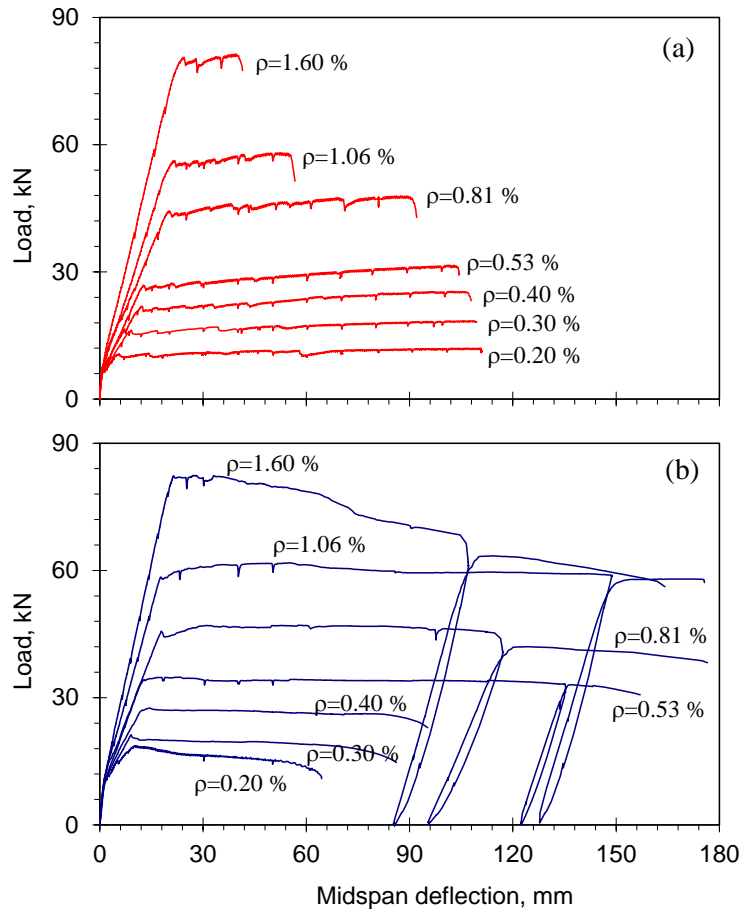 90
(a)
ρ=1.60 %
60
ρ=1.06 %
ρ=0.81 %
Load, kN
30
ρ=0.53 %
ρ=0.40 %
ρ=0.30 %
ρ=0.20 %
0
90
(b)
ρ=1.60 %
60
ρ=1.06 %
Load, kN
ρ=0.81 %
30
ρ=0.40 %
ρ=0.53 %
ρ=0.30 %
ρ=0.20 %
0
0 30 60 90 120 150 180
Midspan deflection, mm